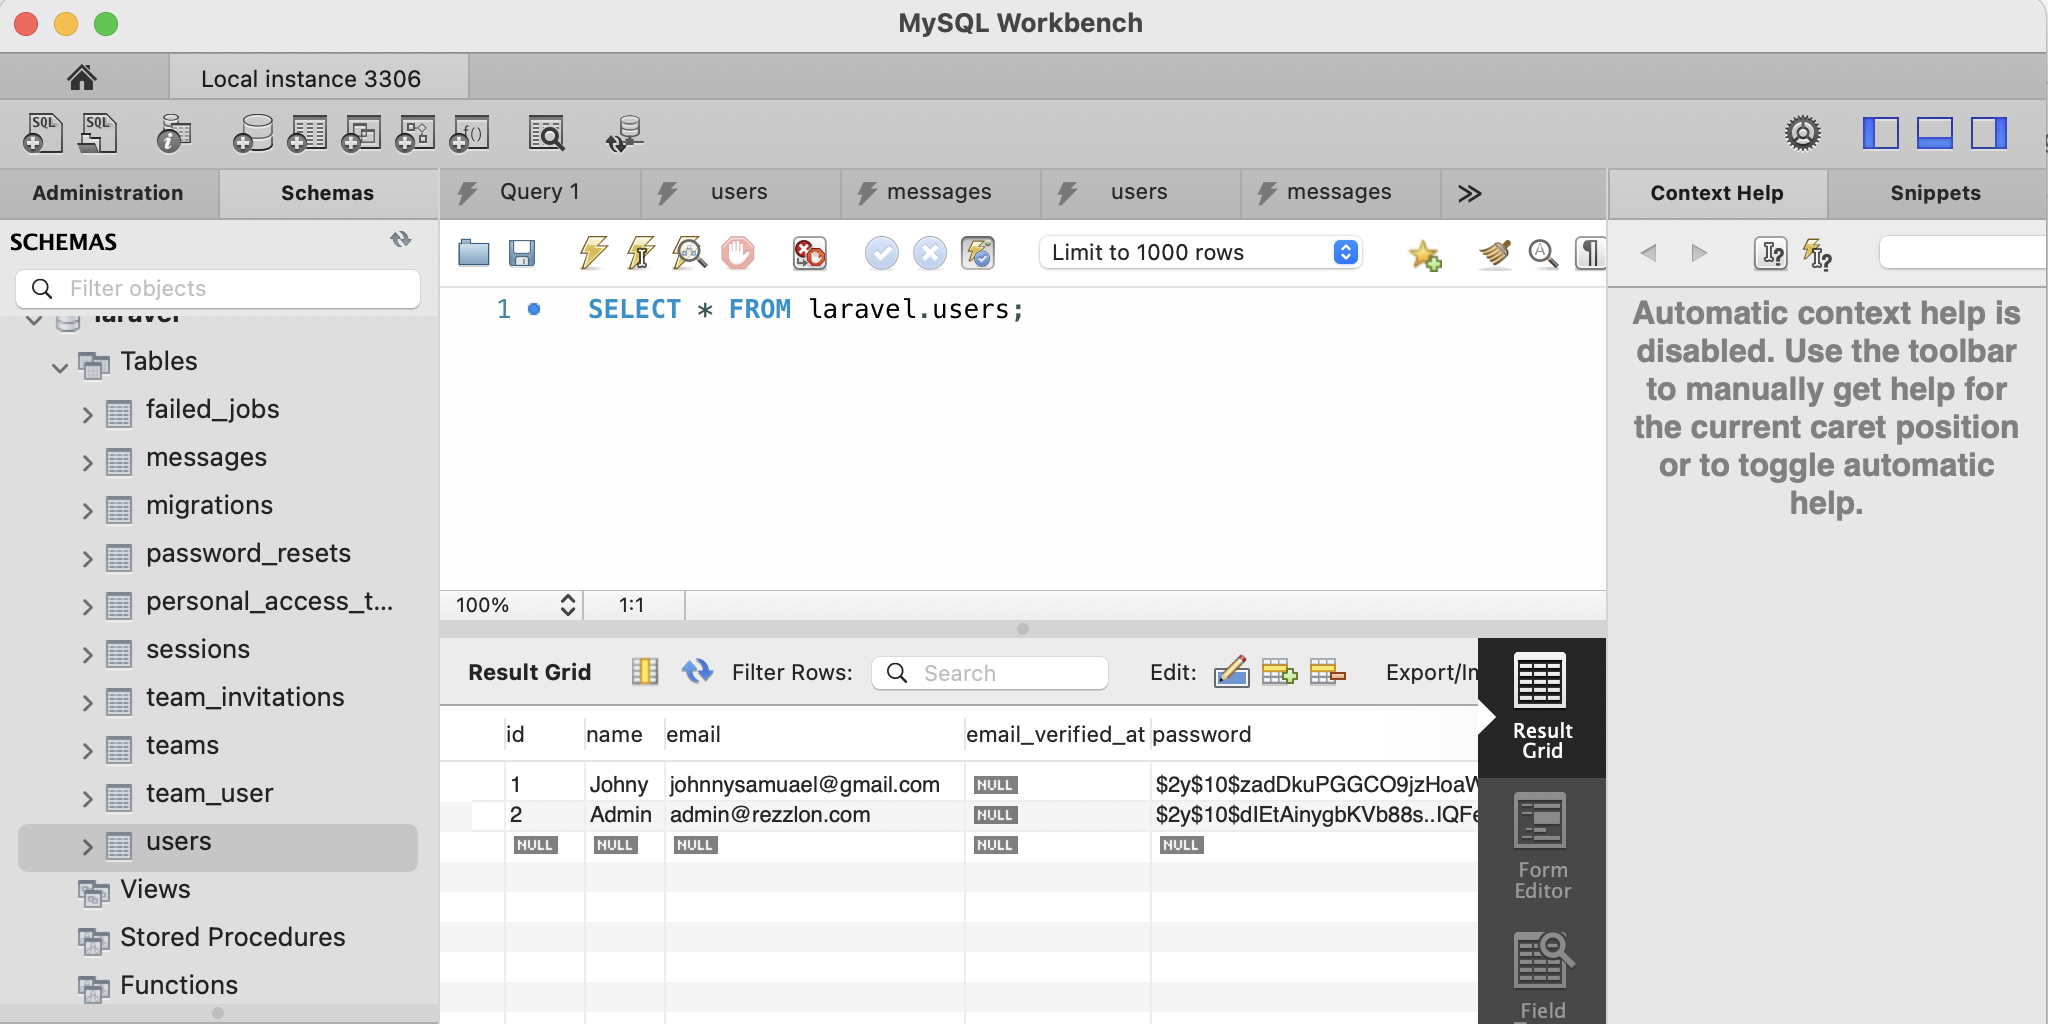 MySQL Workbench
Local instance 3306
SQL SQL
Administration Schemas
Query 1 users messages users messages
Context Help Snippets
SCHEMAS
Filter objects
Limit to 1000 rows
laravel
Tables
failed_jobs
messages
migrations
password_resets
personal_access_t...
sessions
team_invitations
teams
team_user
users
Views
Stored Procedures
Functions
1 SELECT * FROM laravel.users;
100% 1:1
Result Grid Filter Rows: Search Edit: Export/Im
id name email email_verified_at password
1 Johny johnnysamuael@gmail.com NULL $2y$10$zadDkuPGGCO9jzHoaW
2 Admin admin@rezzlon.com NULL $2y$10$dIEtAinygbKVb88s..IQFe
NULL NULL NULL NULL NULL
Result
Grid
Form
Editor
Field
Automatic context help is
disabled. Use the toolbar
to manually get help for
the current caret position
or to toggle automatic
help.